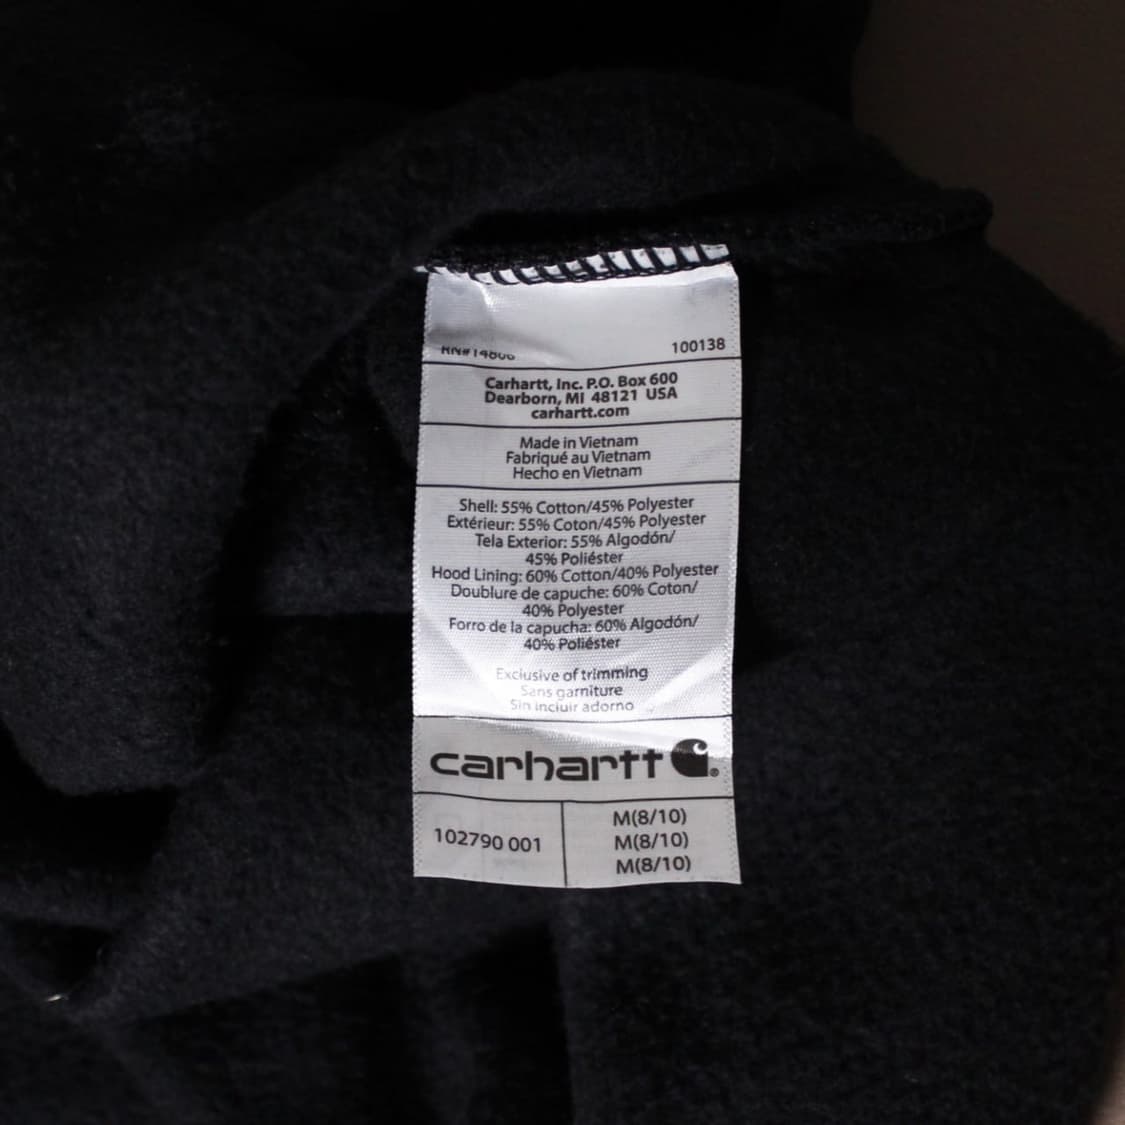 RN#14806 100138
Carhartt, Inc. P.O. Box 600
Dearborn, MI 48121 USA
carhartt.com
Made in Vietnam
Fabriqué au Vietnam
Hecho en Vietnam
Shell: 55% Cotton/45% Polyester
Extérieur: 55% Coton/45% Polyester
Tela Exterior: 55% Algodón/
45% Poliéster
Hood Lining: 60% Cotton/40% Polyester
Doublure de capuche: 60% Coton/
40% Polyester
Forro de la capucha: 60% Algodón/
40% Poliéster
Exclusive of trimming
Sans garniture
Sin incluir adorno
carhartt ®
102790 001
M(8/10)
M(8/10)
M(8/10)